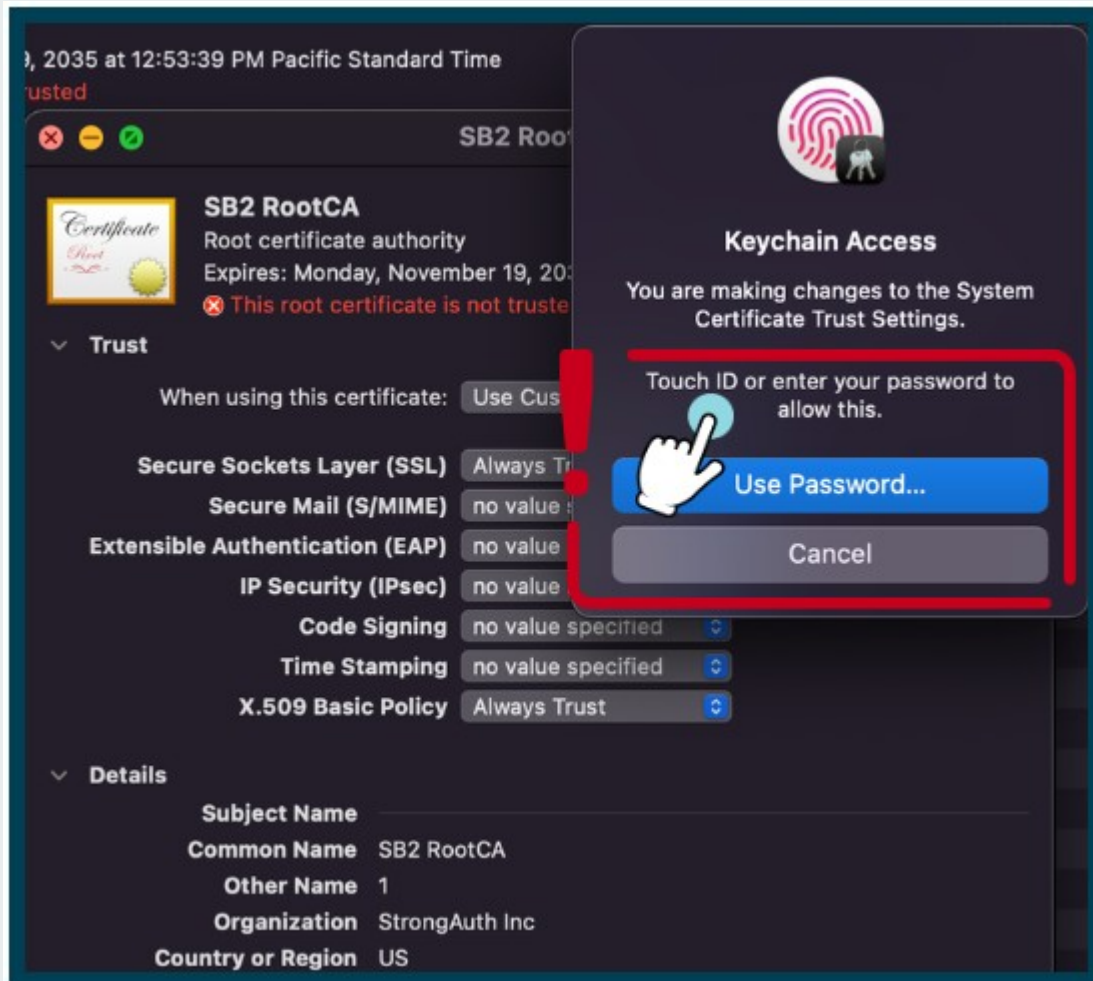 , 2035 at 12:53:39 PM Pacific Standard Time
usted
SB2 Roo
SB2 RootCA
Root certificate authority
Expires: Monday, November 19, 20
This root certificate is not truste
Certificate
Root
Trust
When using this certificate: Use Cus
Secure Sockets Layer (SSL) Always Tr
Secure Mail (S/MIME) no value
Extensible Authentication (EAP) no value
IP Security (IPsec) no value
Code Signing no value specified
Time Stamping no value specified
X.509 Basic Policy Always Trust
Details
Subject Name
Common Name SB2 RootCA
Other Name 1
Organization StrongAuth Inc
Country or Region US
Keychain Access
You are making changes to the System
Certificate Trust Settings.
Touch ID or enter your password to
allow this.
Use Password...
Cancel